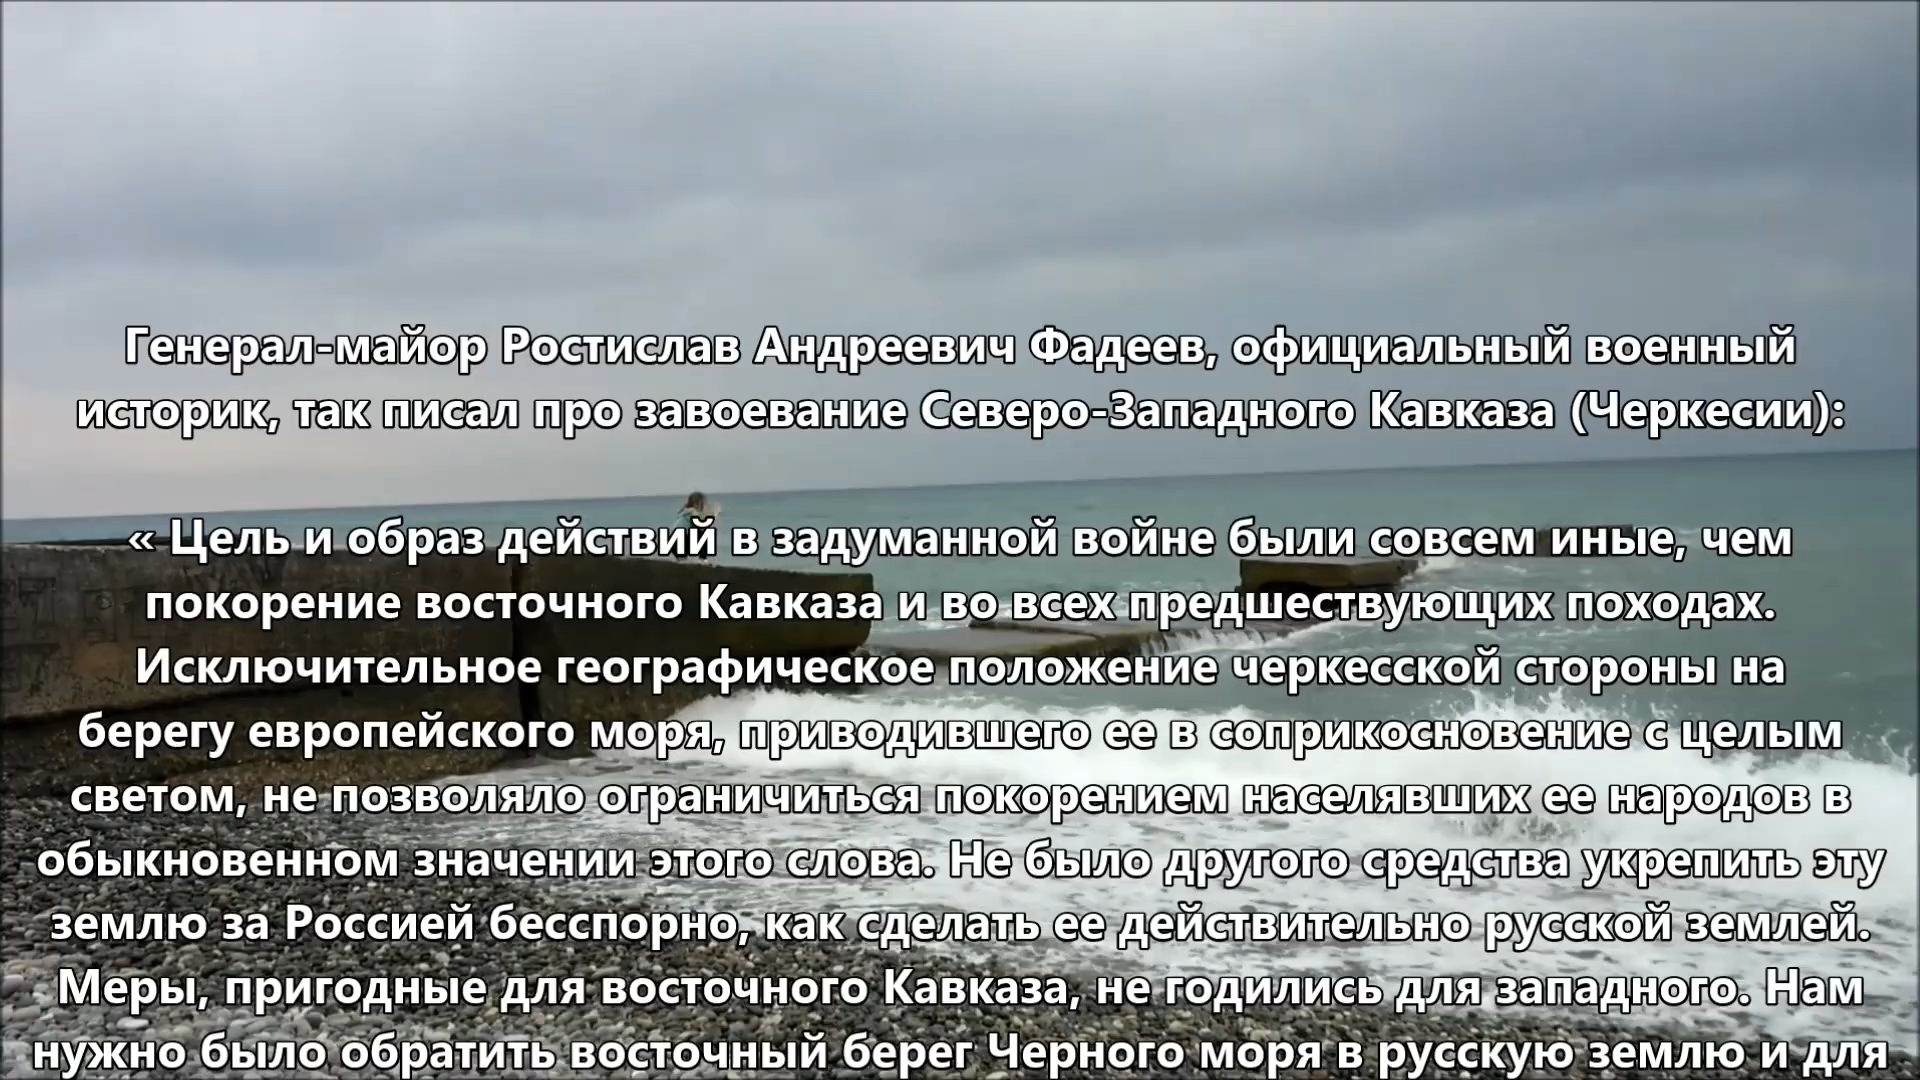 Генерал-майор Ростислав Андреевич Фадеев, официальный военный
историк, так писал про завоевание Северо-Западного Кавказа (Черкесии):
« Цель и образ действий в задуманной войне были совсем иные, чем
покорение восточного Кавказа и во всех предшествующих походах.
Исключительное географическое положение черкесской стороны на
берегу европейского моря, приводившего ее в соприкосновение с целым
светом, не позволяло ограничиться покорением населявших ее народов в
обыкновенном значении этого слова. Не было другого средства укрепить эту
землю за Россией бесспорно, как сделать ее действительно русской землей.
Меры, пригодные для восточного Кавказа, не годились для западного. Нам
нужно было обратить восточный берег Черного моря в русскую землю и для